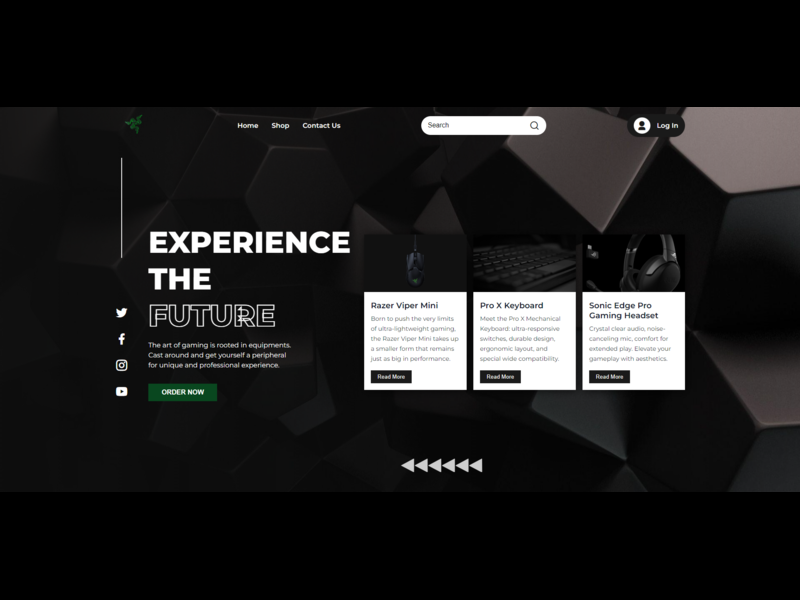 Home
Shop
Contact Us
Search
Log In
EXPERIENCE
THE
FUTURE
The art of gaming is rooted in equipments.
Cast around and get yourself a peripheral
for unique and professional experience.
ORDER NOW
Razer Viper Mini
Born to push the very limits
of ultra-lightweight gaming,
the Razer Viper Mini takes up
a smaller form that remains
just as big in performance.
Read More
Pro X Keyboard
Meet the Pro X Mechanical
Keyboard: ultra-responsive
switches, durable design,
ergonomic layout, and
special wide compatibility.
Read More
Sonic Edge Pro
Gaming Headset
Crystal clear audio, noise-
canceling mic, comfort for
extended play. Elevate your
gameplay with aesthetics.
Read More